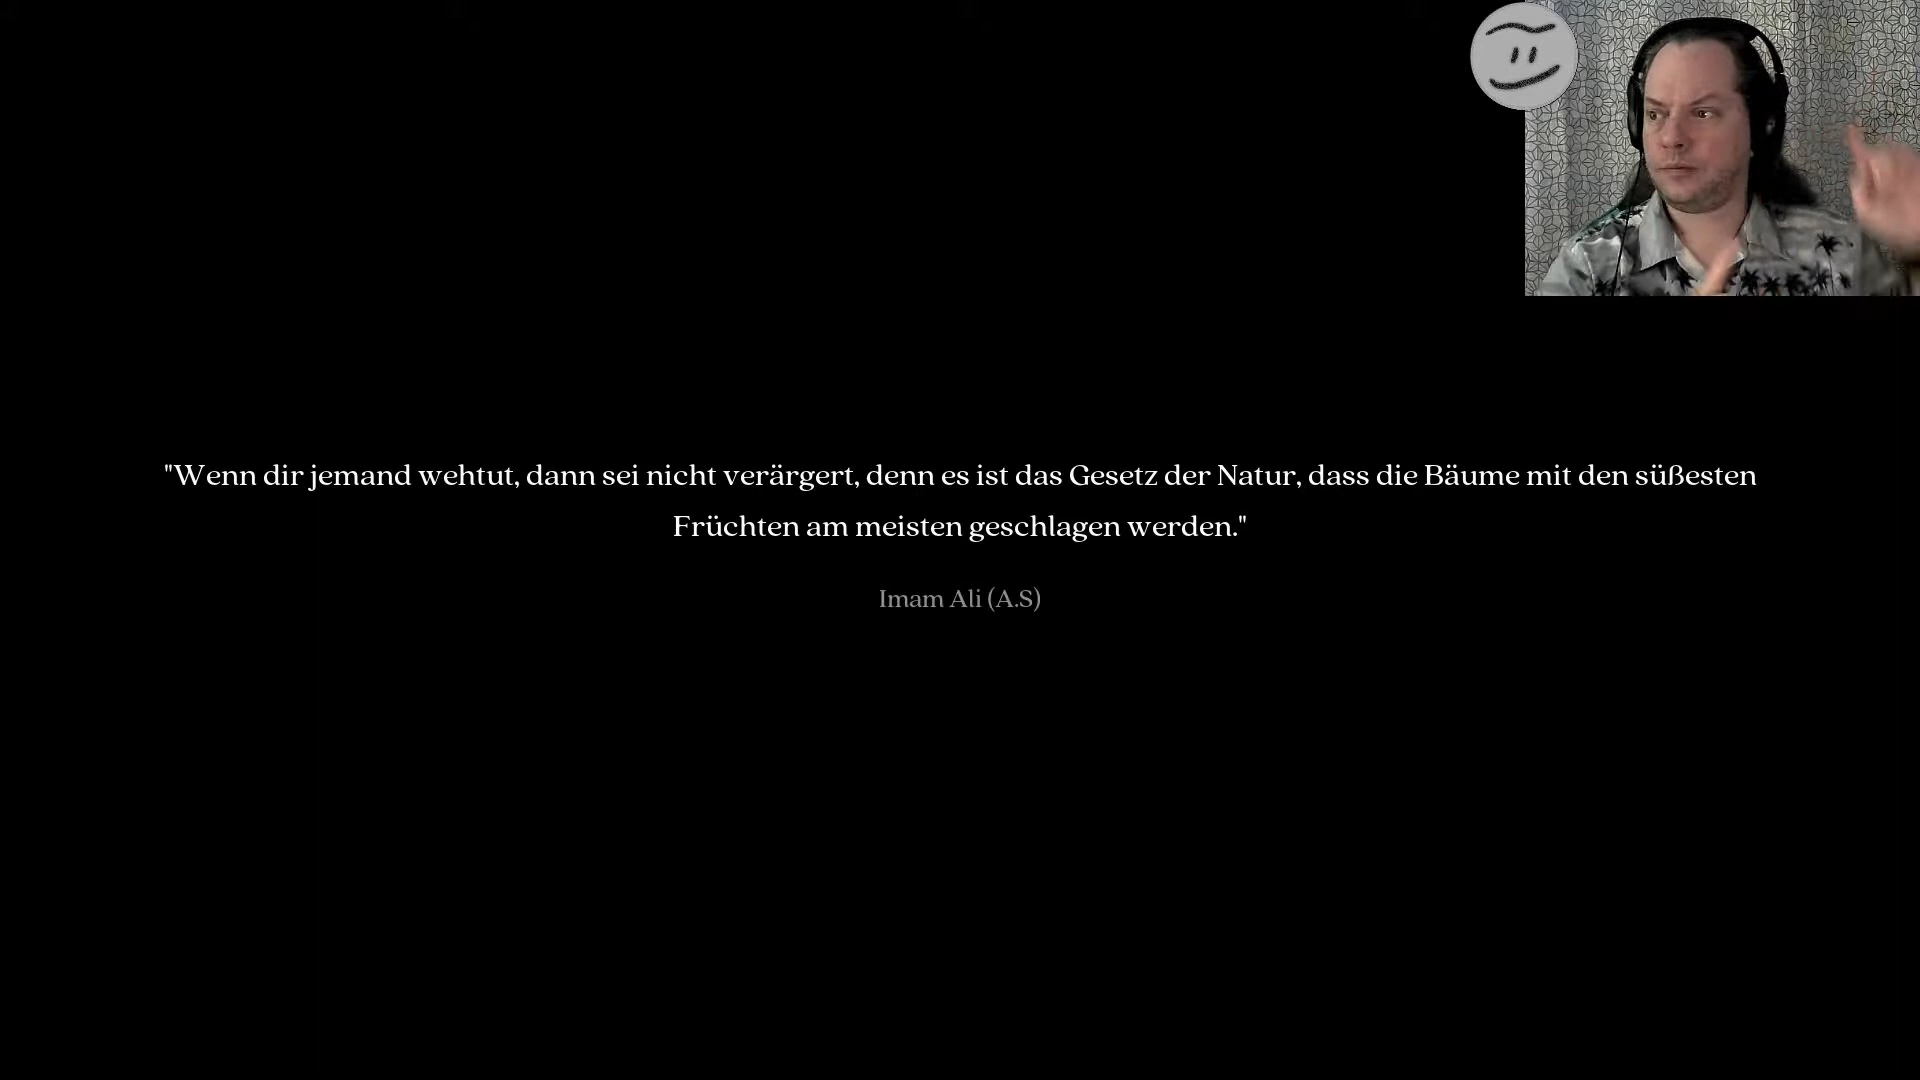 "Wenn dir jemand wehtut, dann sei nicht verärgert, denn es ist das Gesetz der Natur, dass die Bäume mit den süßesten
Früchten am meisten geschlagen werden."
Imam Ali (A.S)